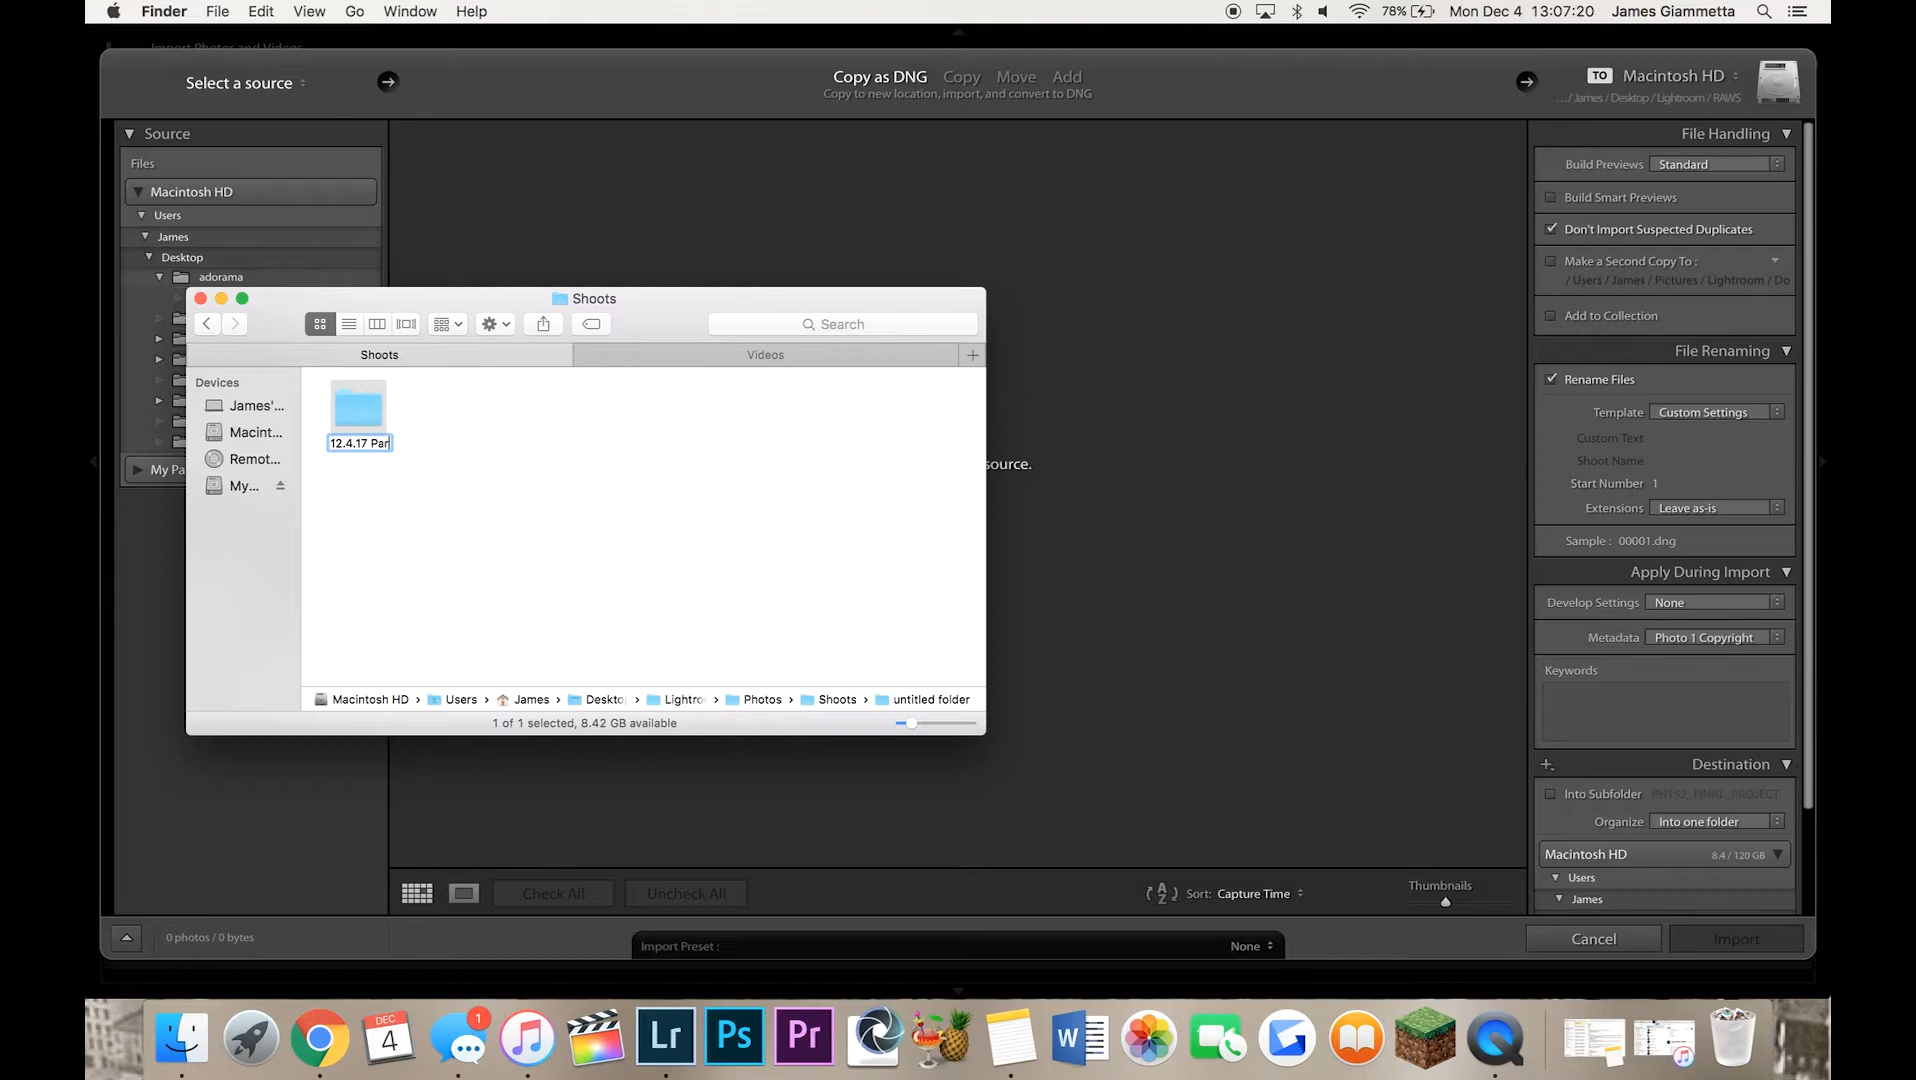 Finder File Edit View Go Window Help 78% Mon Dec 4 13:07:20 James Giammetta
Import Photos and Videos
Select a source Copy as DNG Copy Move Add TO Macintosh HD
Copy to new location, import, and convert to DNG …/ James / Desktop / Lightroom / RAWS
Source
Files
Macintosh HD
Users
James
Desktop
adorama
My Pa
Shoots
Search
Shoots Videos
Devices
James'...
Macint...
Remot...
My...
12.4.17 Par
Macintosh HD › Users › James › Deskto › Lightro › Photos › Shoots › untitled folder
1 of 1 selected, 8.42 GB available
source.
File Handling
Build Previews Standard
Build Smart Previews
Don't Import Suspected Duplicates
Make a Second Copy To :
/ Users / James / Pictures / Lightroom / Do
Add to Collection
File Renaming
Rename Files
Template Custom Settings
Custom Text
Shoot Name
Start Number 1
Extensions Leave as-is
Sample : 00001.dng
Apply During Import
Develop Settings None
Metadata Photo 1 Copyright
Keywords
Destination
Into Subfolder PH152_FINAL_PROJECT
Organize Into one folder
Macintosh HD 8.4 / 120 GB
Users
James
Check All Uncheck All Sort: Capture Time Thumbnails
0 photos / 0 bytes Import Preset : None Cancel Import
DEC
4
1
Lr Ps Pr W